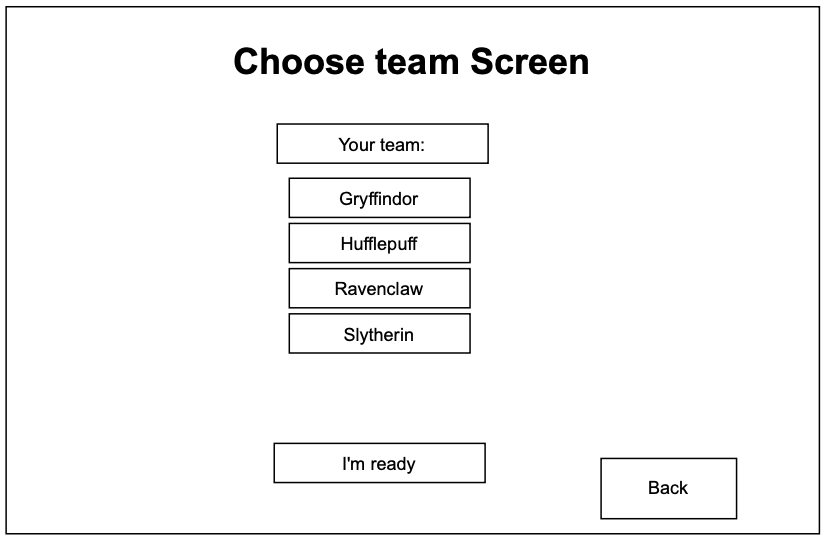 Choose team Screen
Your team:
Gryffindor
Hufflepuff
Ravenclaw
Slytherin
I'm ready
Back